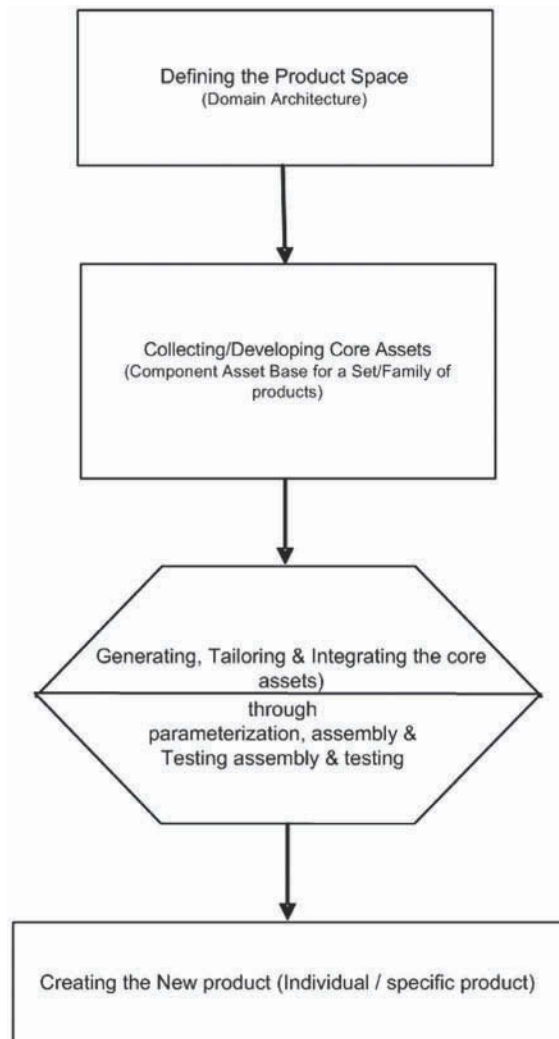 Defining the Product Space
(Domain Architecture)
Collecting/Developing Core Assets
(Component Asset Base for a Set/Family of
products)
Generating, Tailoring & Integrating the core
assets)
through
parameterization, assembly &
Testing assembly & testing
Creating the New product (Individual / specific product)